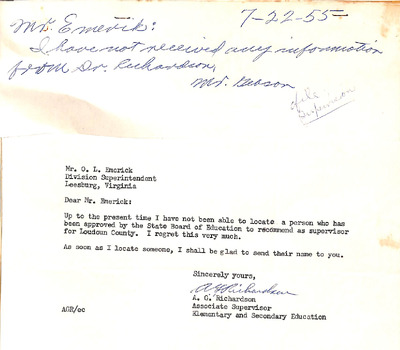 7-22-55
Mr. Emerick:
I have not received any information
from Dr. Richardson.
Mr. Gibson
file
Supervisor
Mr. O. L. Emerick
Division Superintendent
Leesburg, Virginia
Dear Mr. Emerick:
Up to the present time I have not been able to locate a person who has
been approved by the State Board of Education to recommend as supervisor
for Loudoun County. I regret this very much.
As soon as I locate someone, I shall be glad to send their name to you.
Sincerely yours,
A G Richardson
A. G. Richardson
Associate Supervisor
Elementary and Secondary Education
AGR/ec